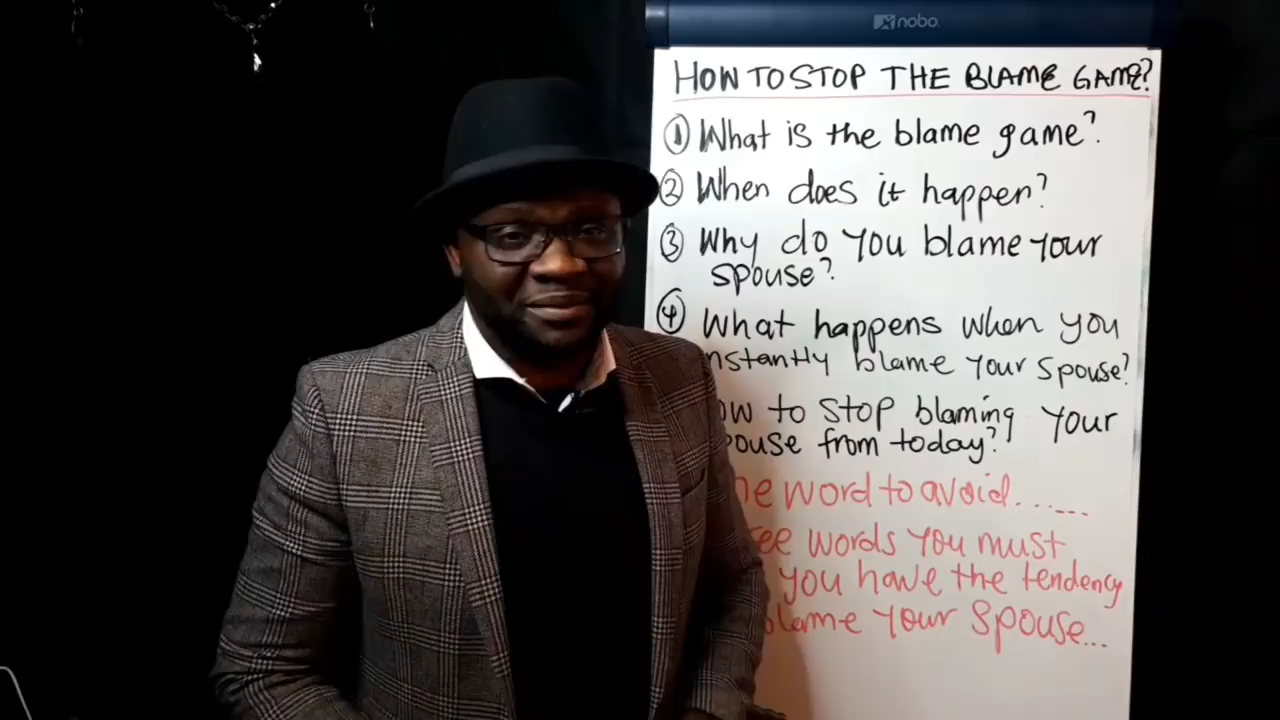 nobo
HOW TO STOP THE BLAME GAME?
① What is the blame game?
② When does it happen?
③ Why do you blame your
spouse?
④ What happens when you
nstantly blame your spouse?
ow to stop blaming your
pouse from today?
ne word to avoid......
ee words you must
you have the tendency
blame your spouse...